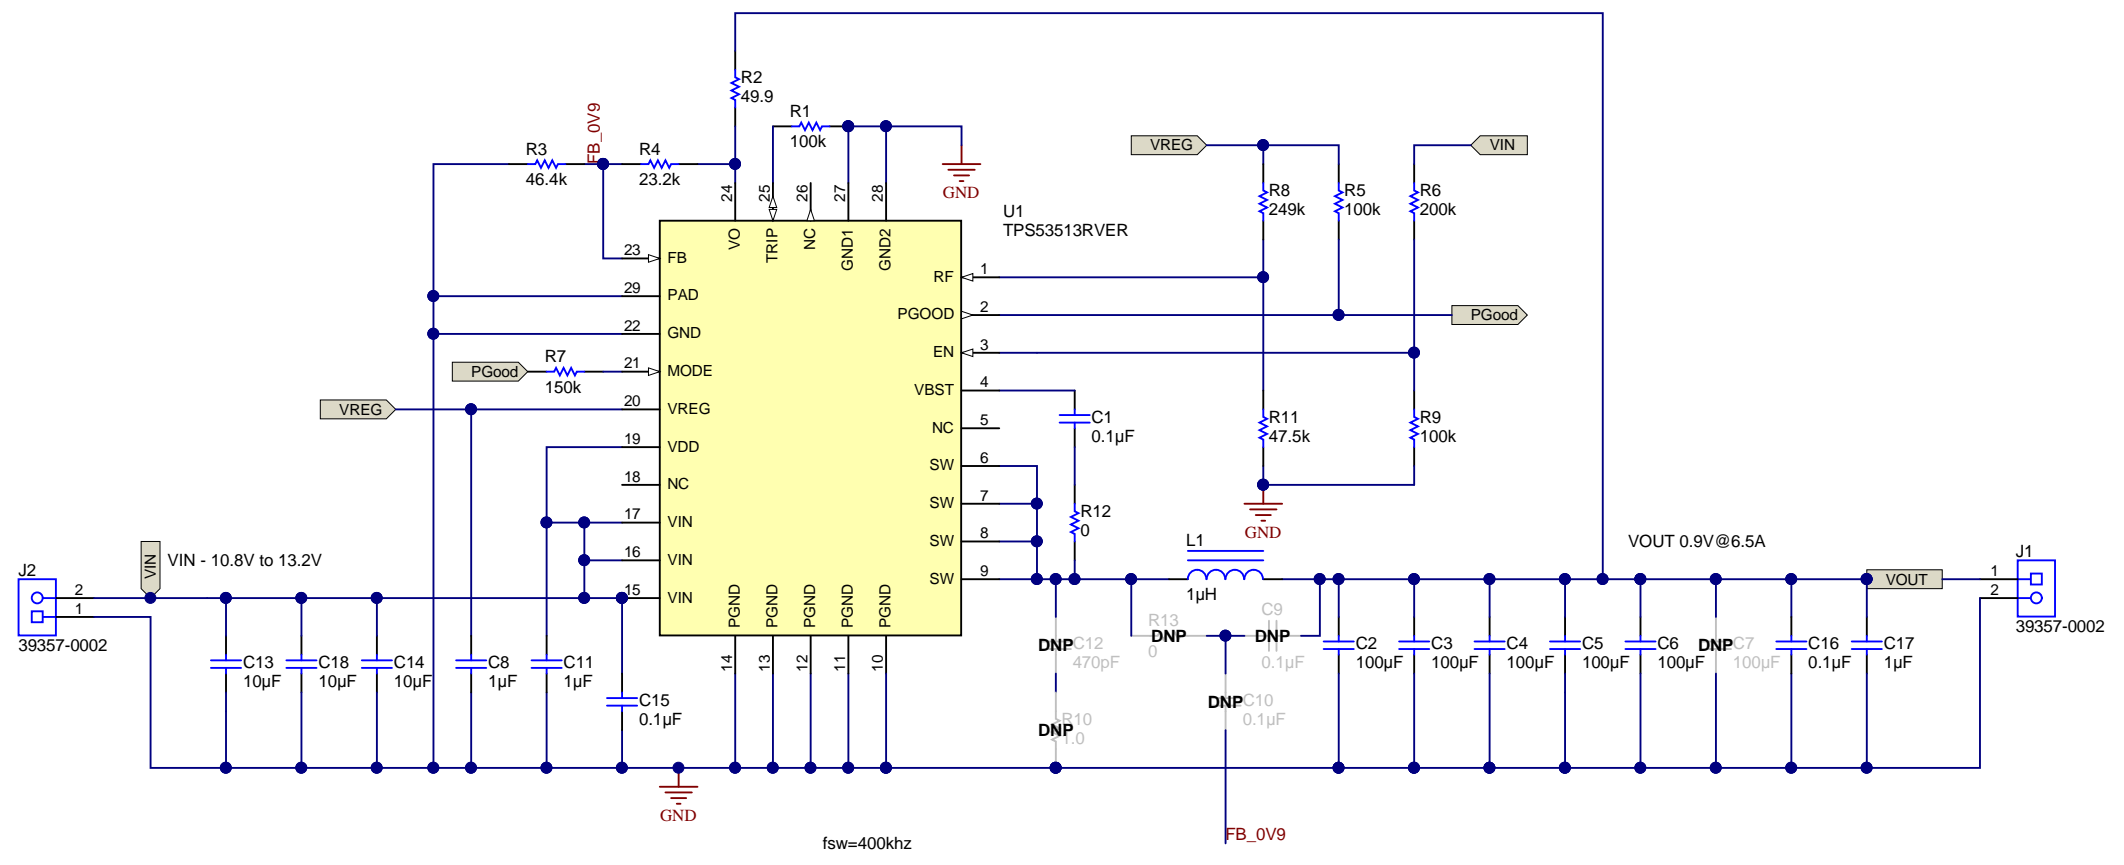 R2
49.9
R1
100k
FB_0V9
R3
46.4k
R4
23.2k
24
25
26
27
28
GND
VO
TRIP
NC
GND1
GND2
U1
TPS53513RVER
23
FB
29
PAD
22
GND
PGood
R7
150k
21
MODE
VREG
20
VREG
19
VDD
18
NC
17
VIN
16
VIN
15
VIN
RF
1
PGOOD
2
EN
3
VBST
4
NC
5
SW
6
SW
7
SW
8
SW
9
PGND
PGND
PGND
PGND
PGND
14
13
12
11
10
VREG
VIN
R8
249k
R5
100k
R6
200k
PGood
C1
0.1µF
R11
47.5k
R9
100k
R12
0
GND
L1
1µH
VOUT 0.9V@6.5A
VOUT
J1
1
2
39357-0002
VIN
VIN - 10.8V to 13.2V
J2
2
1
39357-0002
C13
10µF
C18
10µF
C14
10µF
C8
1µF
C11
1µF
C15
0.1µF
DNP
C12
470pF
DNP
R10
1.0
R13
DNP
0
C9
DNP
0.1µF
DNP
C10
0.1µF
C2
100µF
C3
100µF
C4
100µF
C5
100µF
C6
100µF
DNP
C7
100µF
C16
0.1µF
C17
1µF
GND
FB_0V9
fsw=400khz